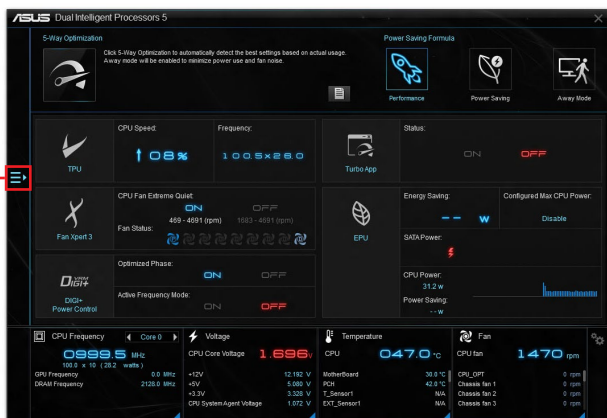 ASUS Dual Intelligent Processors 5
5-Way Optimization
Click 5-Way Optimization to automatically detect the best settings based on actual usage.
Away mode will be enabled to minimize power use and fan noise.
Power Saving Formula
Performance
Power Saving
Away Mode
TPU
CPU Speed:
08%
Frequency:
100.5x28.0
Turbo App
Status:
ON OFF
Fan Xpert 3
CPU Fan Extreme Quiet:
ON OFF
469 - 4691 (rpm) 1683 - 4691 (rpm)
Fan Status:
EPU
Energy Saving:
-- w
Configured Max CPU Power:
Disable
SATA Power:
CPU Power:
31.2 w
Power Saving:
- - w
DIGI+ VRM
DIGI+
Power Control
Optimized Phase:
ON OFF
Active Frequency Mode:
ON OFF
CPU Frequency Core 0
0999.5 MHz
100.0 x 10 (28.2 watts)
GPU Frequency 0.0 MHz
DRAM Frequency 2128.0 MHz
Voltage
CPU Core Voltage 1.696v
+12V 12.192 V
+5V 5.080 V
+3.3V 3.328 V
CPU System Agent Voltage 1.072 V
Temperature
CPU 047.0 °C
MotherBoard 30.0 °C
PCH 42.0 °C
T_Sensor1 N/A
EXT_Sensor1 N/A
Fan
CPU fan 1470 rpm
CPU_OPT 0 rpm
Chassis fan 1 0 rpm
Chassis fan 2 0 rpm
Chassis fan 3 0 rpm